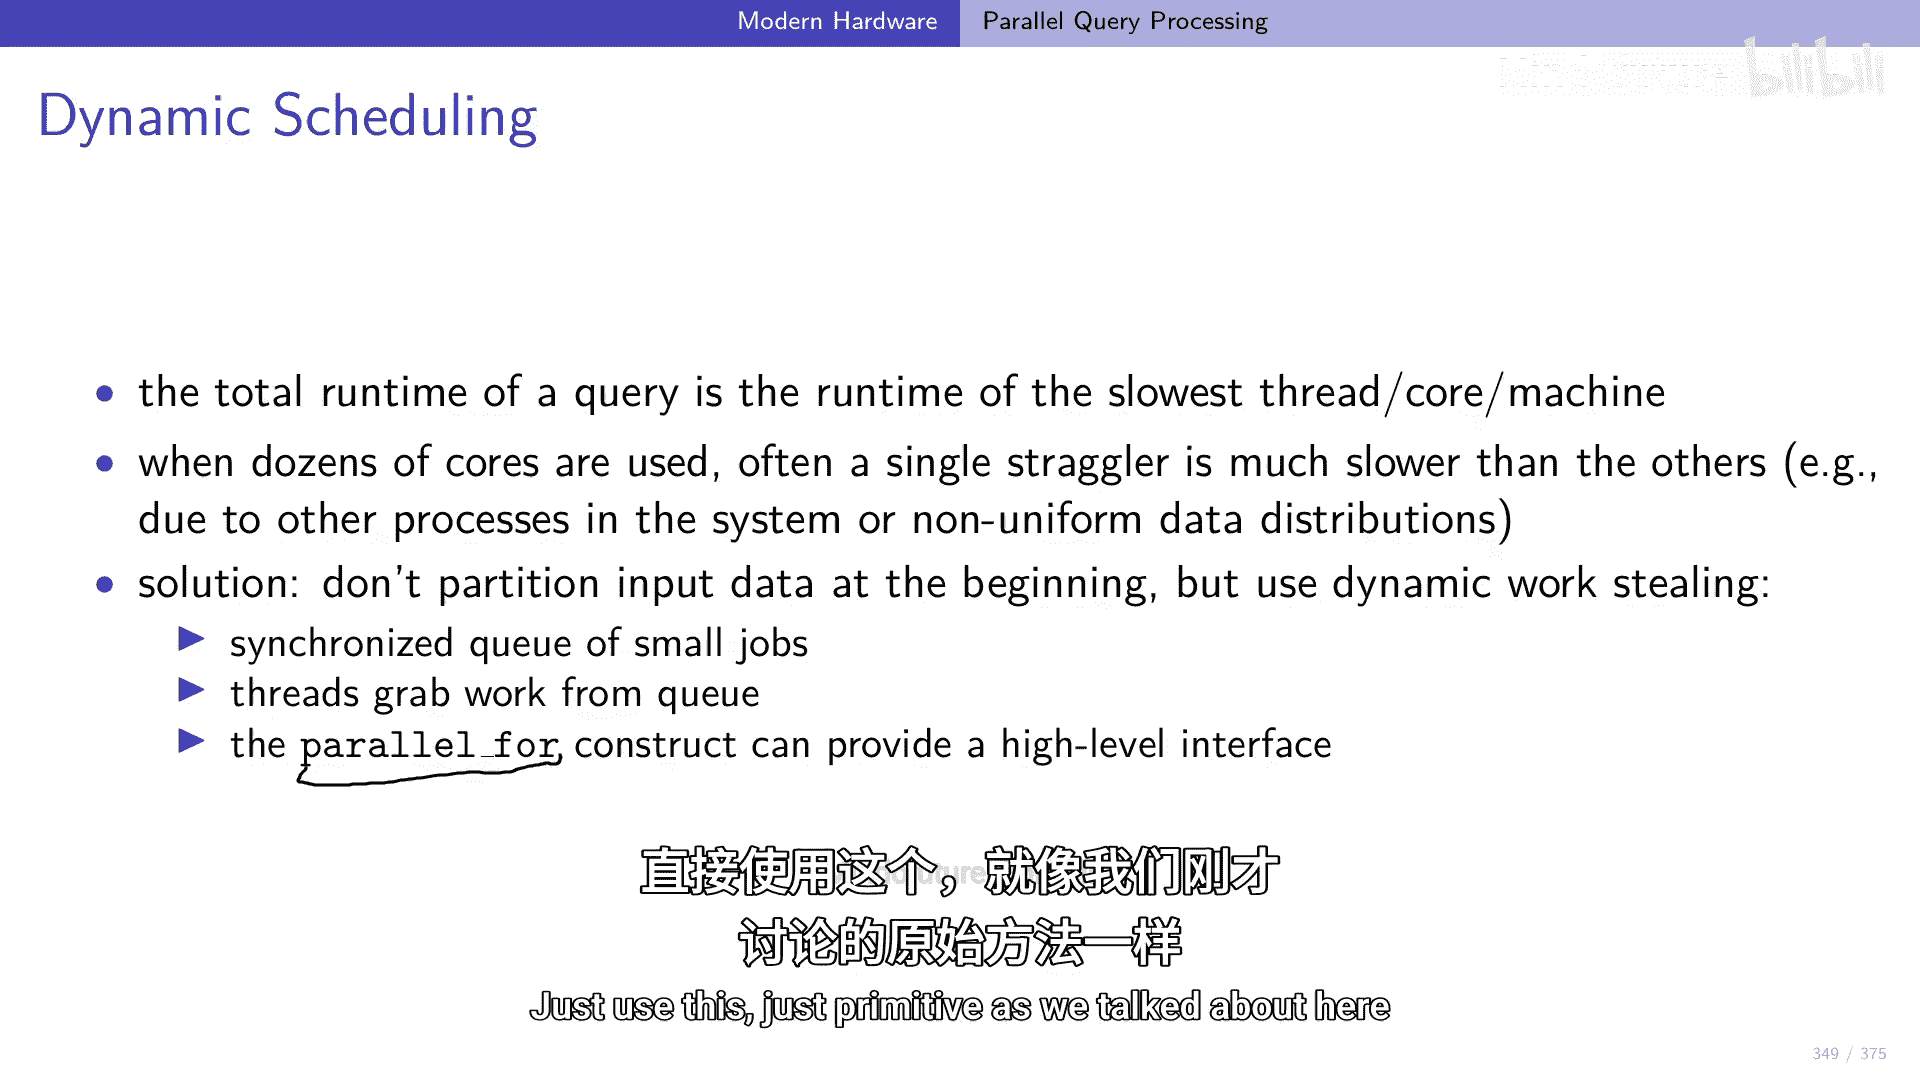 Modern Hardware Parallel Query Processing
bilibili
Dynamic Scheduling
• the total runtime of a query is the runtime of the slowest thread/core/machine
• when dozens of cores are used, often a single straggler is much slower than the others (e.g.,
due to other processes in the system or non-uniform data distributions)
• solution: don't partition input data at the beginning, but use dynamic work stealing:
▶ synchronized queue of small jobs
▶ threads grab work from queue
▶ the parallel_for construct can provide a high-level interface
直接使用这个，就像我们刚才
讨论的原始方法一样
Just use this, just primitive as we talked about here
349 / 375